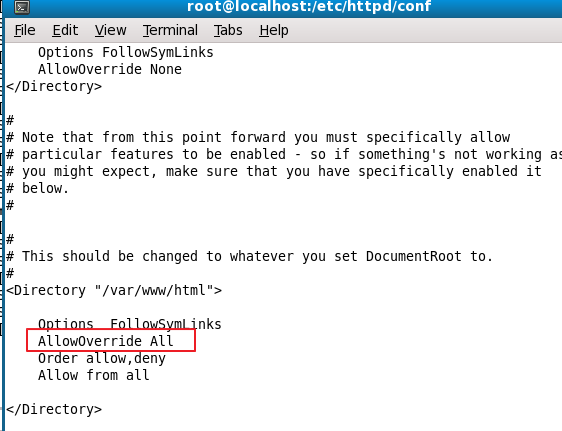 root@localhost:/etc/httpd/conf
File Edit View Terminal Tabs Help
    Options FollowSymLinks
    AllowOverride None
</Directory>
#
# Note that from this point forward you must specifically allow
# particular features to be enabled - so if something's not working as
# you might expect, make sure that you have specifically enabled it
# below.
#
#
# This should be changed to whatever you set DocumentRoot to.
#
<Directory "/var/www/html">
    Options  FollowSymLinks
    AllowOverride All
    Order allow,deny
    Allow from all
</Directory>